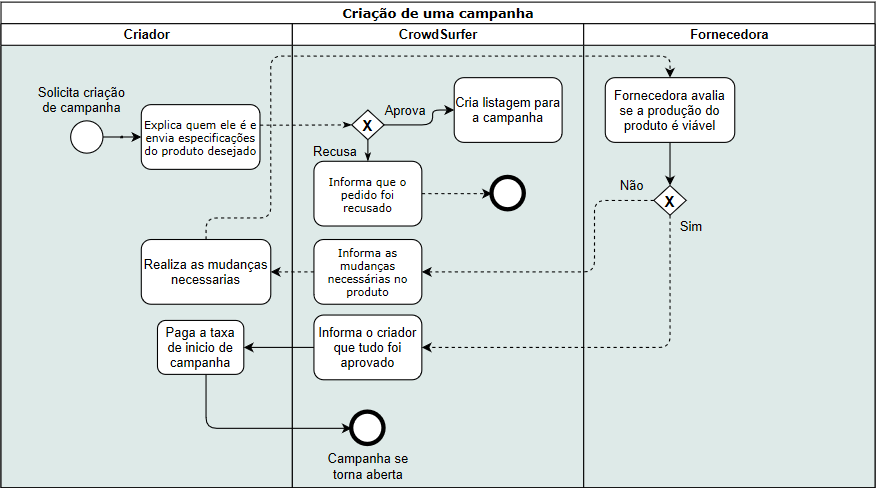 Criação de uma campanha
Criador
CrowdSurfer
Fornecedora
Solicita criação
de campanha
Explica quem ele é e
envia especificações
do produto desejado
X
Aprova
Recusa
Cria listagem para
a campanha
Fornecedora avalia
se a produção do
produto é viável
Informa que o
pedido foi
recusado
Não
X
Sim
Realiza as mudanças
necessarias
Informa as
mudanças
necessárias no
produto
Paga a taxa
de inicio de
campanha
Informa o criador
que tudo foi
aprovado
Campanha se
torna aberta